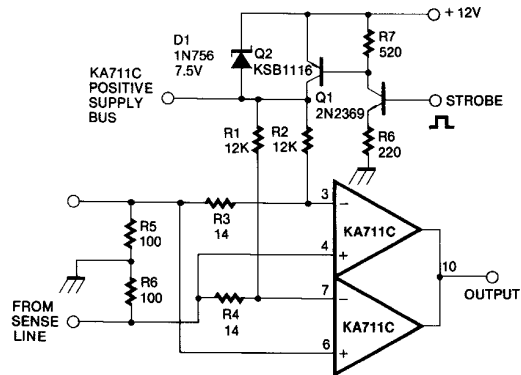 + 12V
D1
1N756
7.5V
Q2
KSB1116
R7
520
KA711C
POSITIVE
SUPPLY
BUS
Q1
2N2369
STROBE
R1
12K
R2
12K
R6
220
R3
14
3
−
4
+
KA711C
R5
100
R6
100
10
OUTPUT
FROM
SENSE
LINE
R4
14
7
−
6
+
KA711C